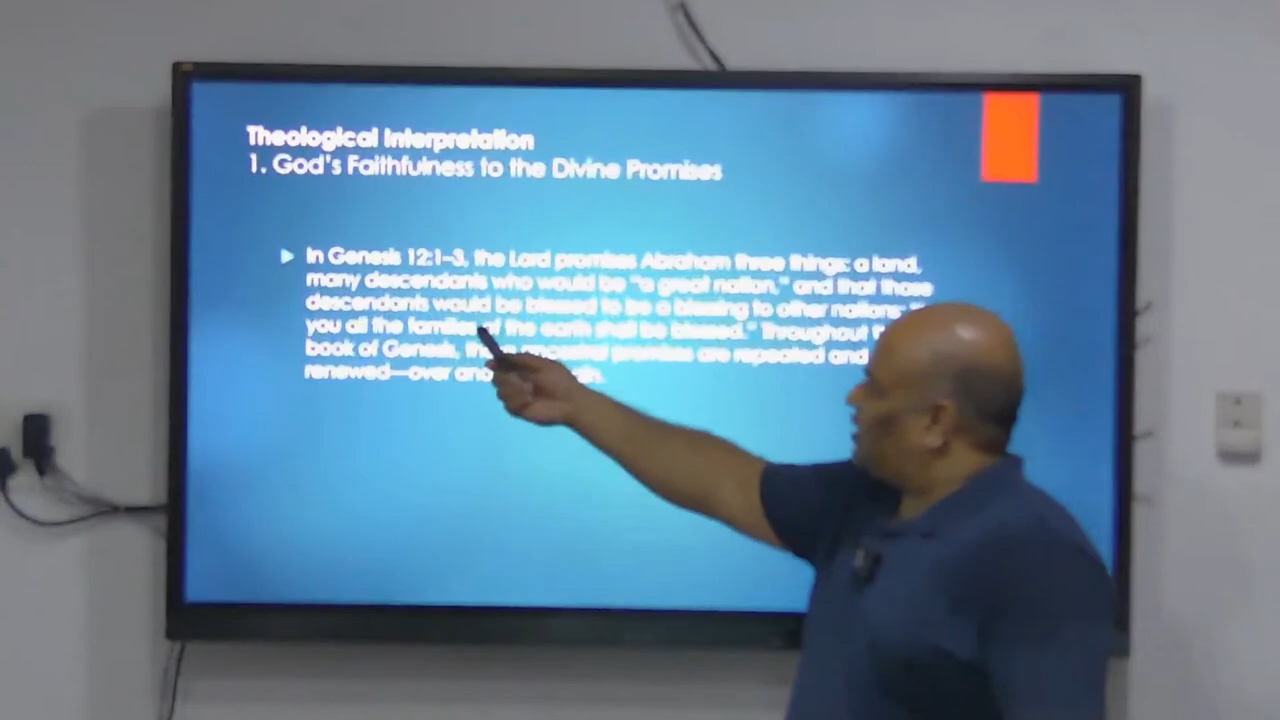 Theological Interpretation
1. God's Faithfulness to the Divine Promises
In Genesis 12:1–3, the Lord promises Abraham three things: a land,
many descendants who would be "a great nation," and that those
descendants would be blessed to be a blessing to other nations:
you all the families of the earth shall be blessed." Throughout
book of Genesis, ancestral promises are repeated and
renewed—over and